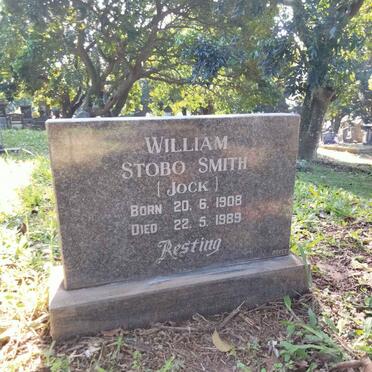 WILLIAM
STOBO SMITH
[JOCK]
BORN 20. 6. 1908
DIED 22. 5. 1989
Resting